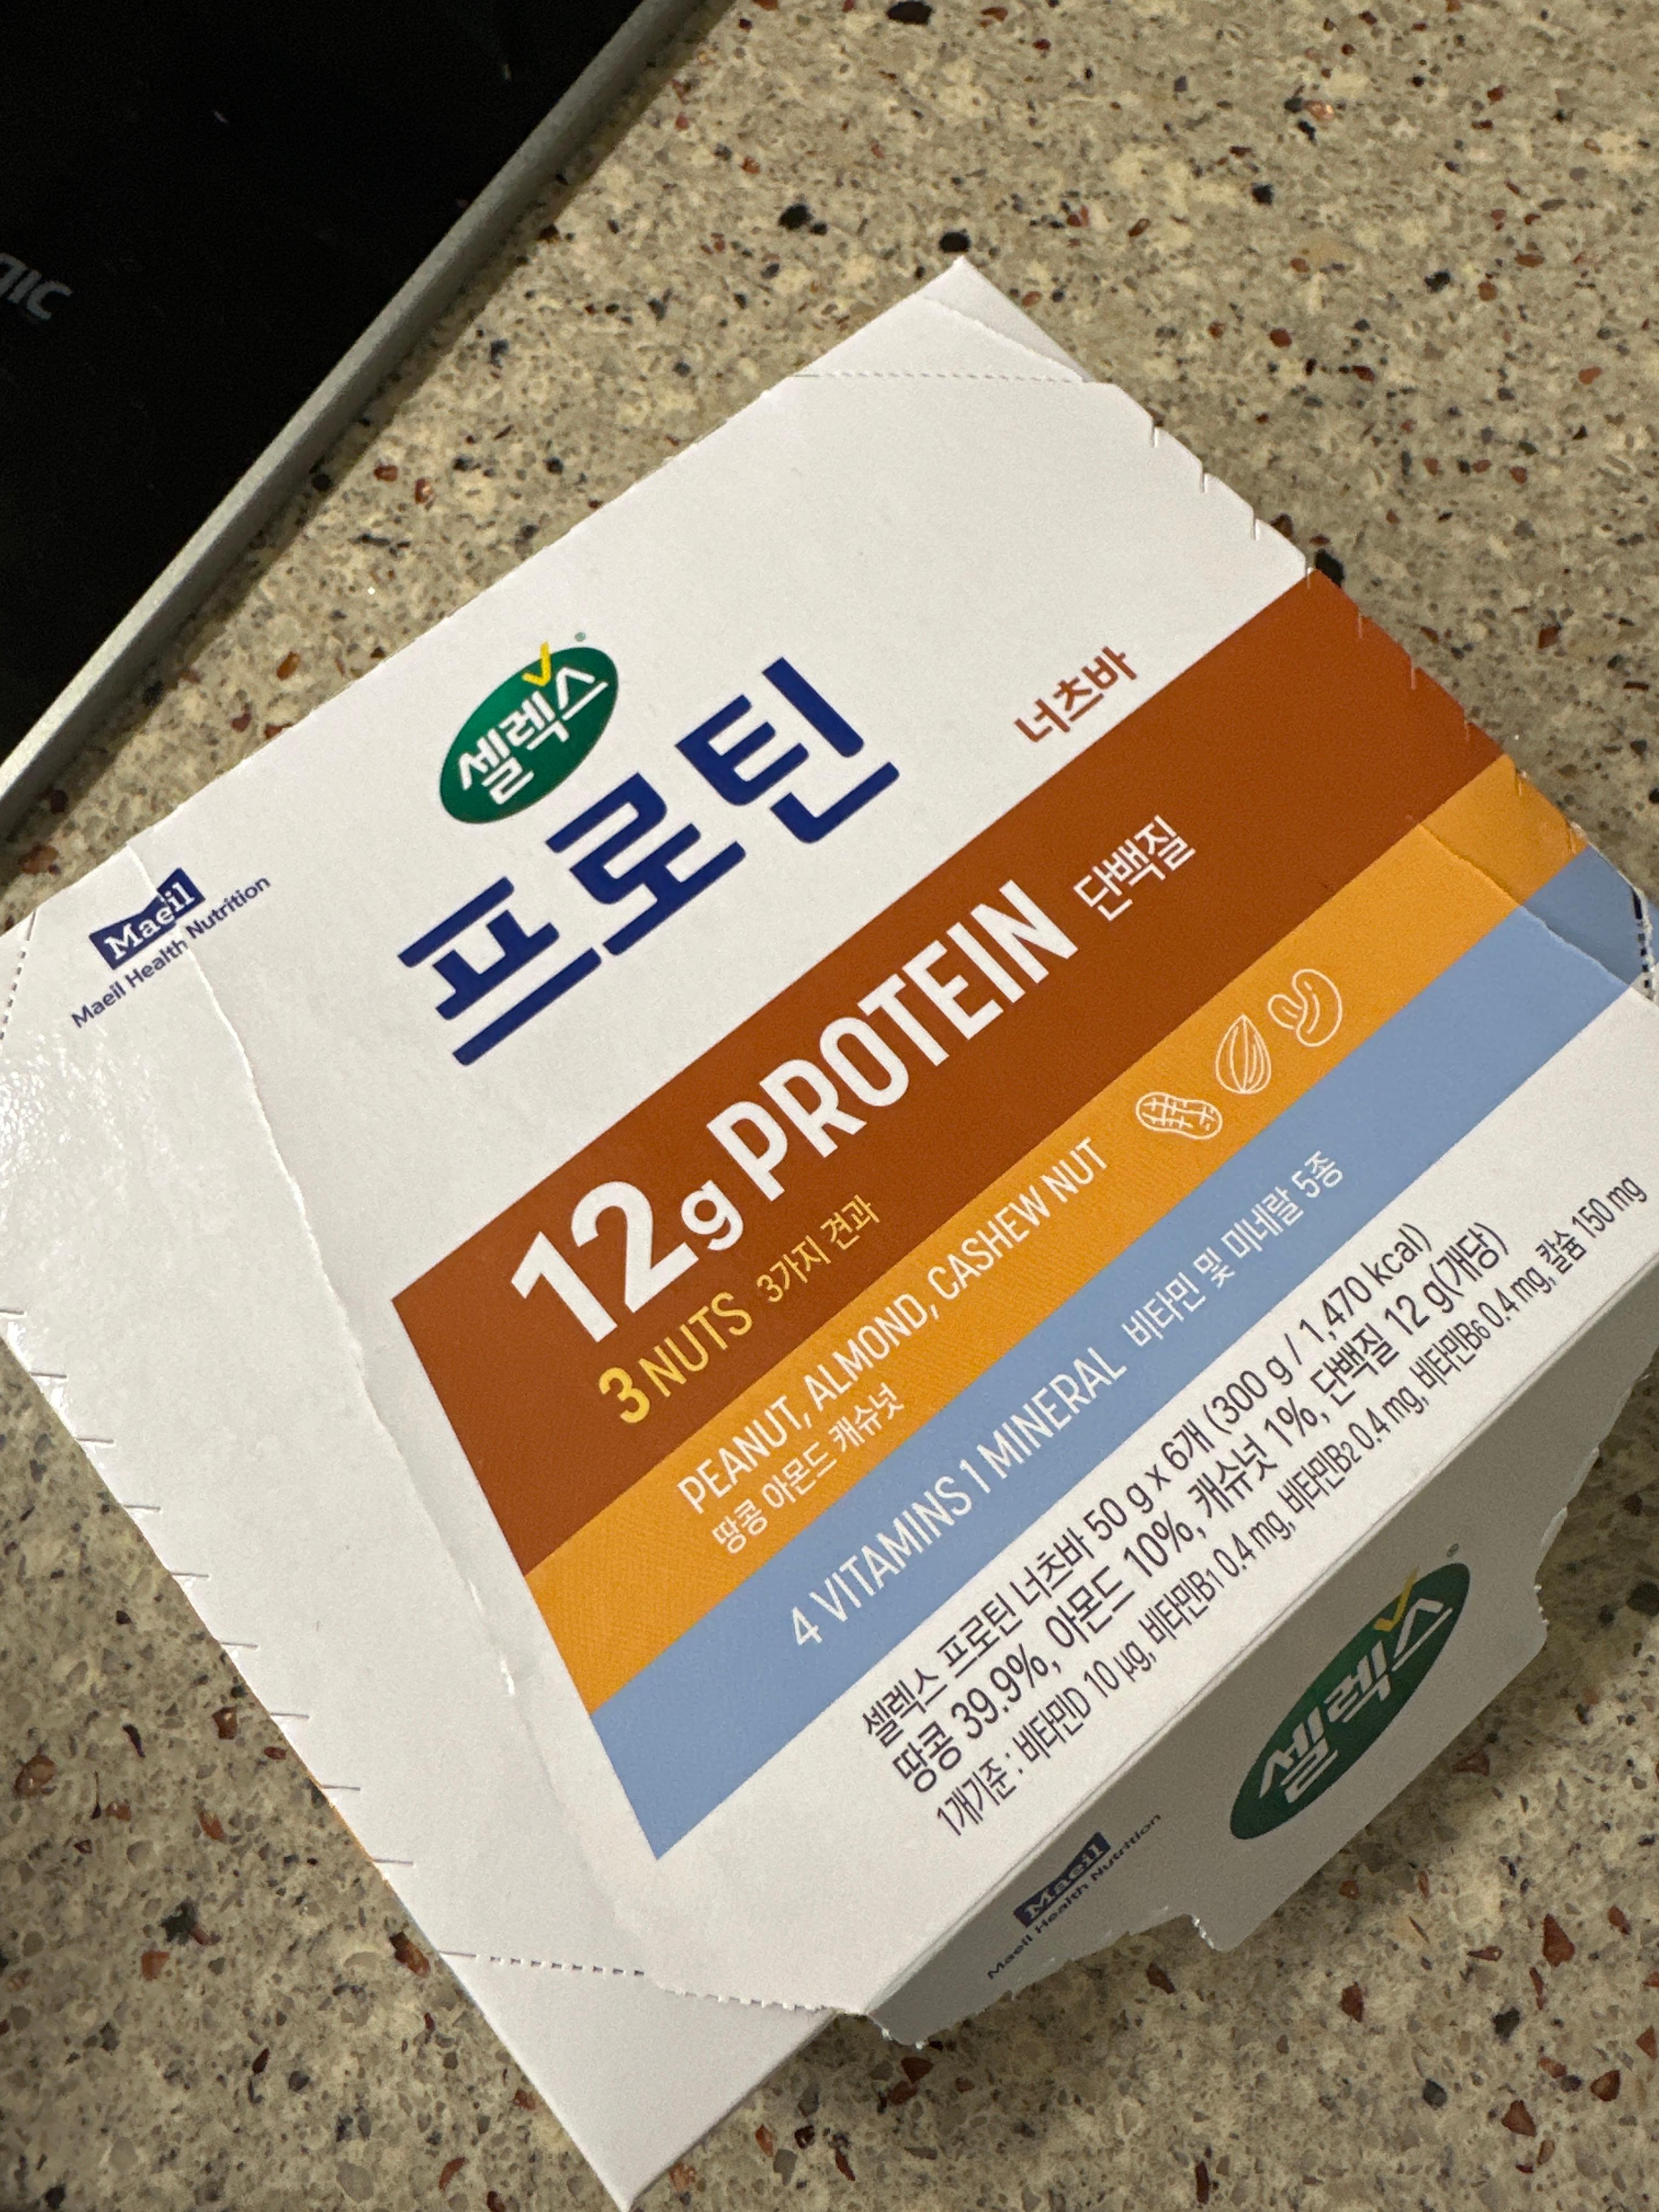 Maeil
Maeil Health Nutrition
셀렉스
프로틴
너츠바
12g PROTEIN 단백질
3 NUTS 3가지 견과
PEANUT, ALMOND, CASHEW NUT
땅콩 아몬드 캐슈넛
4 VITAMINS 1 MINERAL 비타민 및 미네랄 5종
셀렉스 프로틴 너츠바 50 g x 6개 (300 g / 1,470 kcal)
땅콩 39.9%, 아몬드 10%, 캐슈넛 1%, 단백질 12 g(개당)
1개기준 : 비타민D 10 µg, 비타민B1 0.4 mg, 비타민B2 0.4 mg, 비타민B6 0.4 mg, 칼슘 150 mg
Maeil
Maeil Health Nutrition
셀렉스